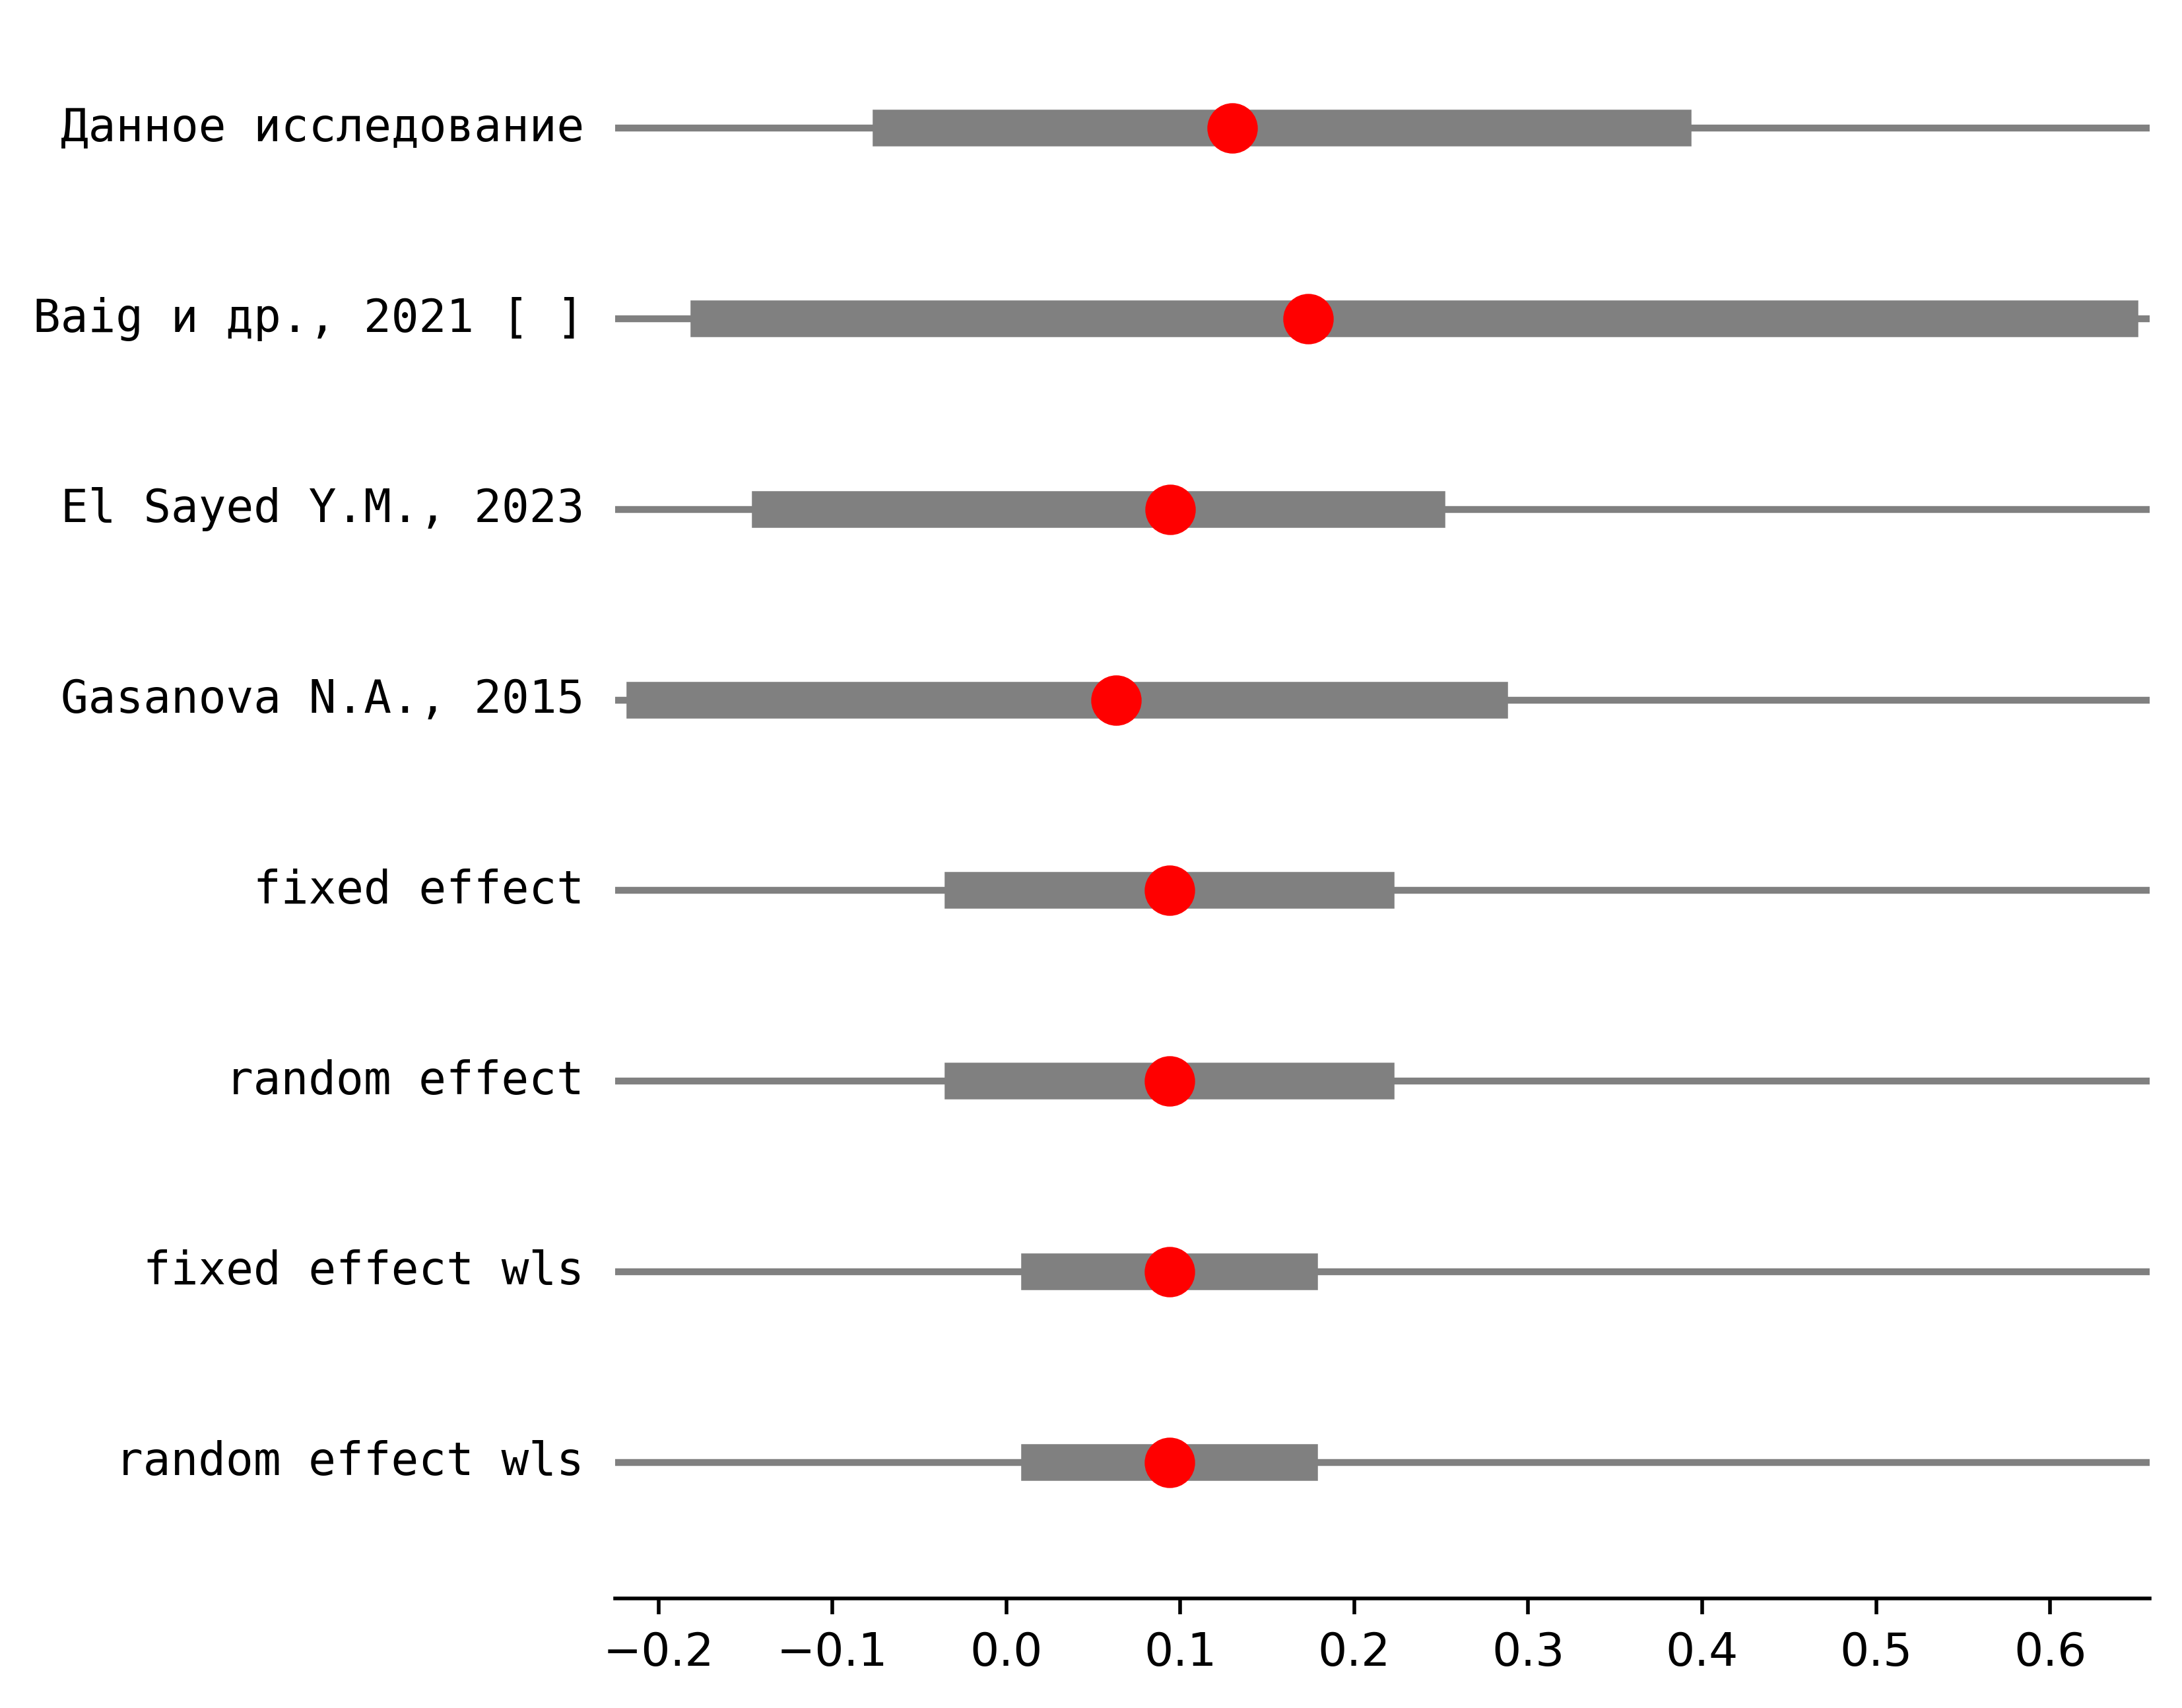 Данное исследование
Baig и др., 2021 [ ]
El Sayed Y.M., 2023
Gasanova N.A., 2015
fixed effect
random effect
fixed effect wls
random effect wls
−0.2 −0.1 0.0 0.1 0.2 0.3 0.4 0.5 0.6